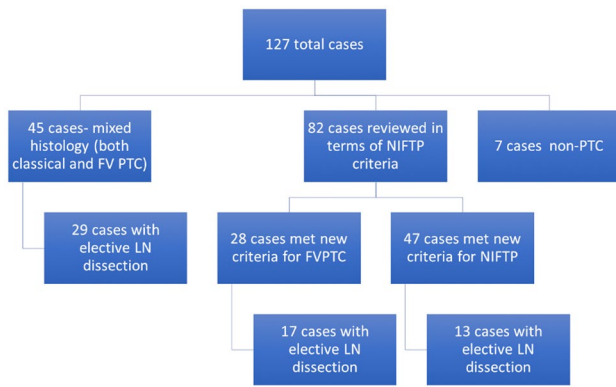 127 total cases
45 cases- mixed
histology (both
classical and FV PTC)
82 cases reviewed in
terms of NIFTP
criteria
7 cases  non-PTC
29 cases with
elective LN
dissection
28 cases met new
criteria for FVPTC
47 cases met new
criteria for NIFTP
17 cases with
elective LN
dissection
13 cases with
elective LN
dissection